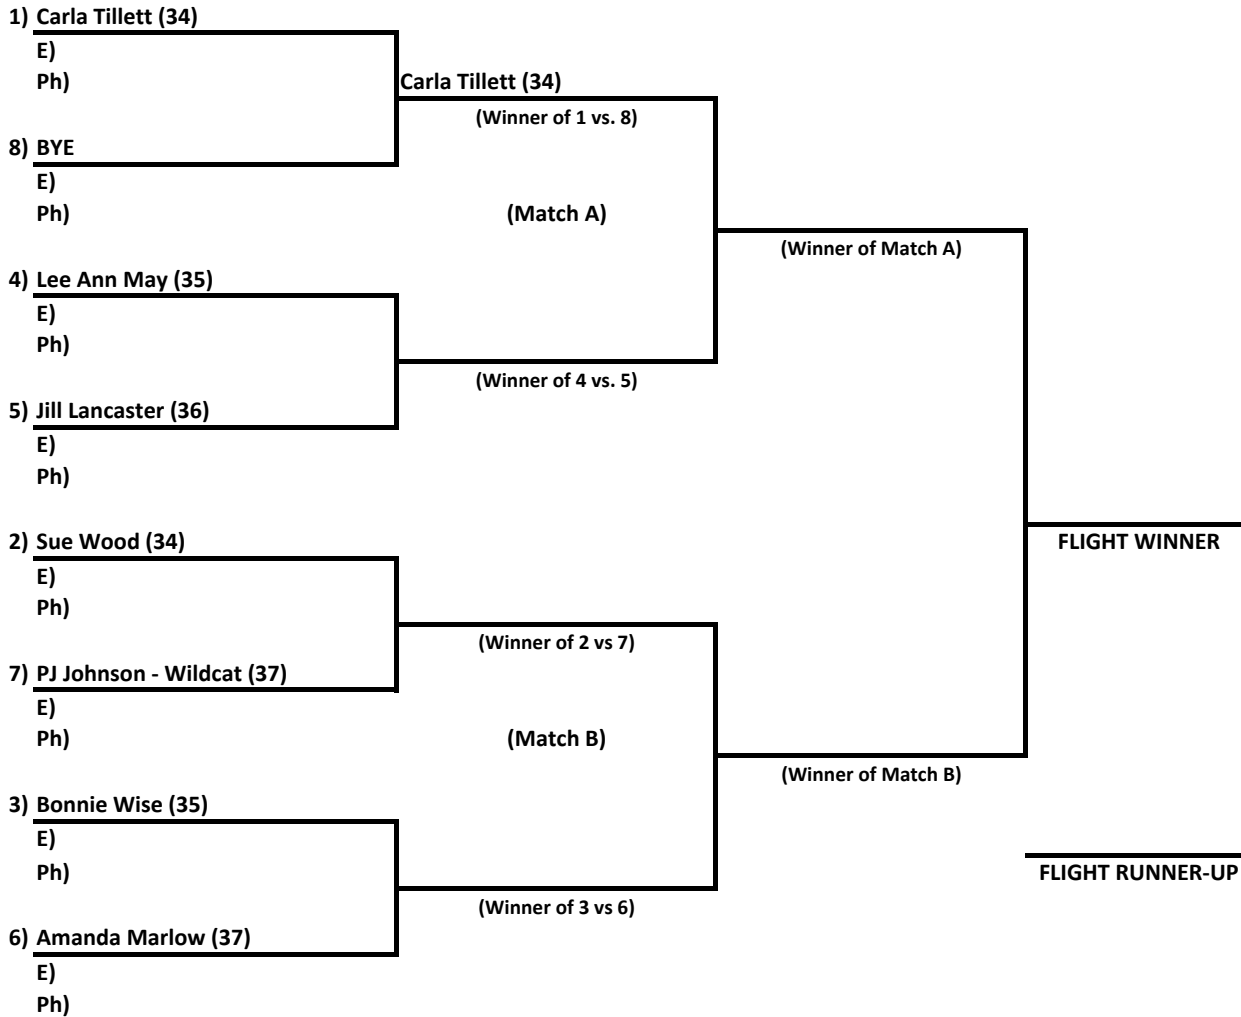 1) Carla Tillett (34)
E)
Ph)
Carla Tillett (34)
(Winner of 1 vs. 8)
8) BYE
E)
Ph)
(Match A)
(Winner of Match A)
4) Lee Ann May (35)
E)
Ph)
(Winner of 4 vs. 5)
5) Jill Lancaster (36)
E)
Ph)
2) Sue Wood (34)
FLIGHT WINNER
E)
Ph)
(Winner of 2 vs 7)
7) PJ Johnson - Wildcat (37)
E)
Ph)
(Match B)
(Winner of Match B)
3) Bonnie Wise (35)
E)
Ph)
FLIGHT RUNNER-UP
(Winner of 3 vs 6)
6) Amanda Marlow (37)
E)
Ph)